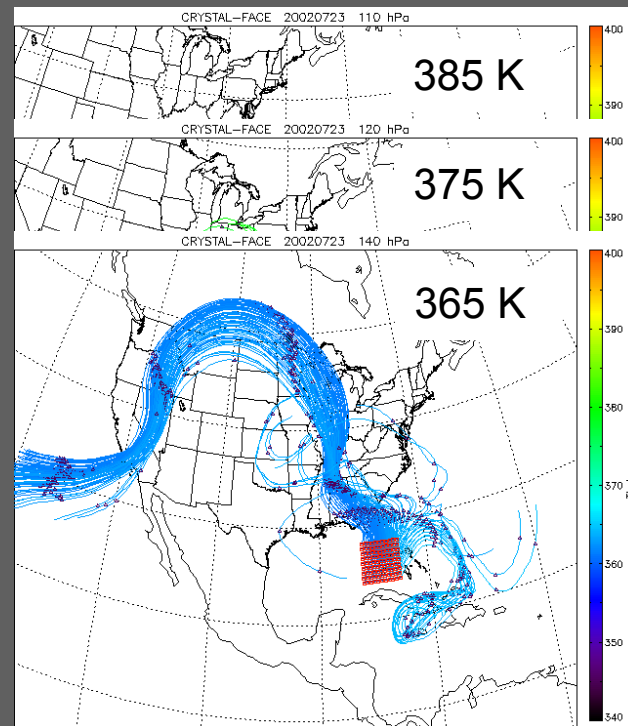 CRYSTAL-FACE 20020723 110 hPa
400
385 K
390
CRYSTAL-FACE 20020723 120 hPa
400
375 K
390
CRYSTAL-FACE 20020723 140 hPa
400
365 K
390
380
370
360
350
340